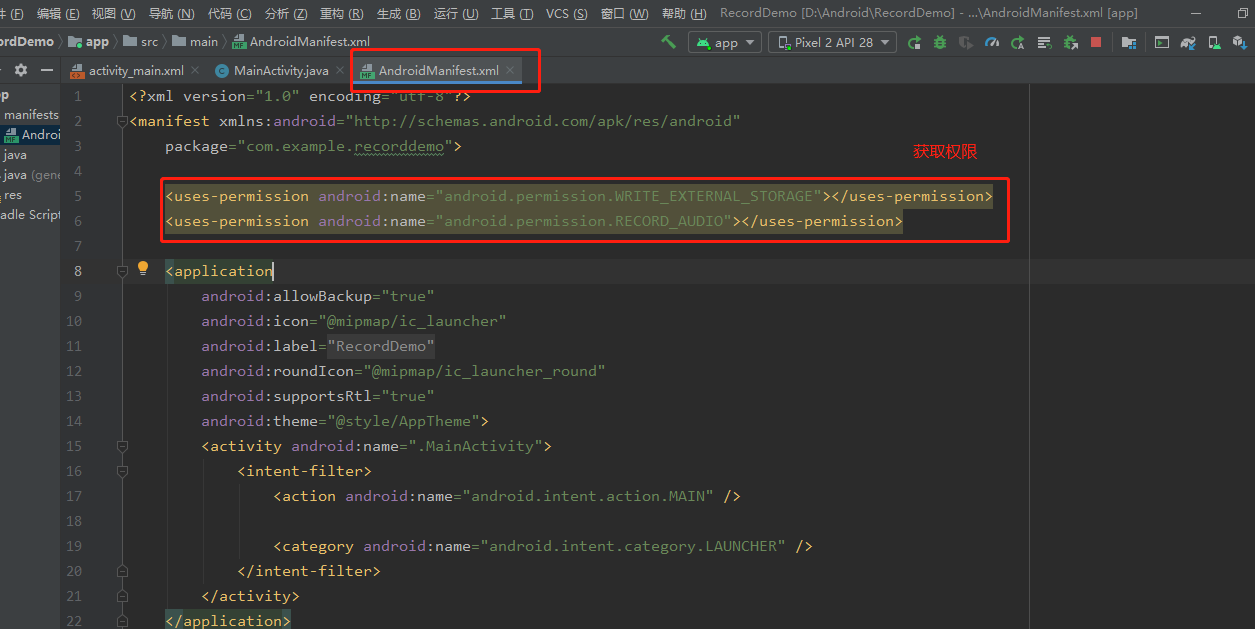 件 (F) 编辑 (E) 视图 (V) 导航 (N) 代码 (C) 分析 (Z) 重构 (R) 生成 (B) 运行 (U) 工具 (T) VCS (S) 窗口 (W) 帮助 (H) RecordDemo [D:\Android\RecordDemo] - ...\AndroidManifest.xml [app]
ordDemo app src main AndroidManifest.xml app Pixel 2 API 28
activity_main.xml MainActivity.java AndroidManifest.xml
p
manifests
Androi
java
java (gene
res
adle Script
1 <?xml version="1.0" encoding="utf-8"?>
2 <manifest xmlns:android="http://schemas.android.com/apk/res/android"
3 package="com.example.recorddemo">
获取权限
4
5 <uses-permission android:name="android.permission.WRITE_EXTERNAL_STORAGE"></uses-permission>
6 <uses-permission android:name="android.permission.RECORD_AUDIO"></uses-permission>
7
8 <application
9 android:allowBackup="true"
10 android:icon="@mipmap/ic_launcher"
11 android:label="RecordDemo"
12 android:roundIcon="@mipmap/ic_launcher_round"
13 android:supportsRtl="true"
14 android:theme="@style/AppTheme">
15 <activity android:name=".MainActivity">
16 <intent-filter>
17 <action android:name="android.intent.action.MAIN" />
18
19 <category android:name="android.intent.category.LAUNCHER" />
20 </intent-filter>
21 </activity>
22 </application>